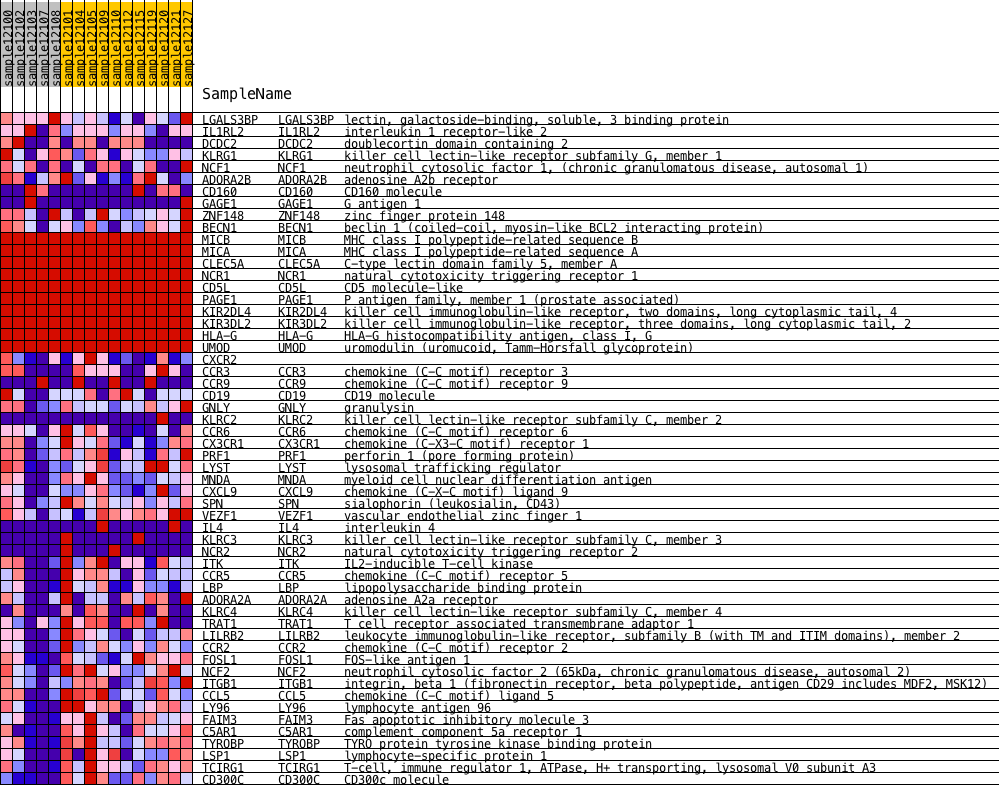 sample12100 sample12102 sample12103 sample12107 sample12108 sample12101 sample12104 sample12105 sample12109 sample12110 sample12112 sample12115 sample12119 sample12120 sample12121 sample12127
SampleName
LGALS3BP LGALS3BP lectin, galactoside-binding, soluble, 3 binding protein
IL1RL2 IL1RL2 interleukin 1 receptor-like 2
DCDC2 DCDC2 doublecortin domain containing 2
KLRG1 KLRG1 killer cell lectin-like receptor subfamily G, member 1
NCF1 NCF1 neutrophil cytosolic factor 1, (chronic granulomatous disease, autosomal 1)
ADORA2B ADORA2B adenosine A2b receptor
CD160 CD160 CD160 molecule
GAGE1 GAGE1 G antigen 1
ZNF148 ZNF148 zinc finger protein 148
BECN1 BECN1 beclin 1 (coiled-coil, myosin-like BCL2 interacting protein)
MICB MICB MHC class I polypeptide-related sequence B
MICA MICA MHC class I polypeptide-related sequence A
CLEC5A CLEC5A C-type lectin domain family 5, member A
NCR1 NCR1 natural cytotoxicity triggering receptor 1
CD5L CD5L CD5 molecule-like
PAGE1 PAGE1 P antigen family, member 1 (prostate associated)
KIR2DL4 KIR2DL4 killer cell immunoglobulin-like receptor, two domains, long cytoplasmic tail, 4
KIR3DL2 KIR3DL2 killer cell immunoglobulin-like receptor, three domains, long cytoplasmic tail, 2
HLA-G HLA-G HLA-G histocompatibility antigen, class I, G
UMOD UMOD uromodulin (uromucoid, Tamm-Horsfall glycoprotein)
CXCR2
CCR3 CCR3 chemokine (C-C motif) receptor 3
CCR9 CCR9 chemokine (C-C motif) receptor 9
CD19 CD19 CD19 molecule
GNLY GNLY granulysin
KLRC2 KLRC2 killer cell lectin-like receptor subfamily C, member 2
CCR6 CCR6 chemokine (C-C motif) receptor 6
CX3CR1 CX3CR1 chemokine (C-X3-C motif) receptor 1
PRF1 PRF1 perforin 1 (pore forming protein)
LYST LYST lysosomal trafficking regulator
MNDA MNDA myeloid cell nuclear differentiation antigen
CXCL9 CXCL9 chemokine (C-X-C motif) ligand 9
SPN SPN sialophorin (leukosialin, CD43)
VEZF1 VEZF1 vascular endothelial zinc finger 1
IL4 IL4 interleukin 4
KLRC3 KLRC3 killer cell lectin-like receptor subfamily C, member 3
NCR2 NCR2 natural cytotoxicity triggering receptor 2
ITK ITK IL2-inducible T-cell kinase
CCR5 CCR5 chemokine (C-C motif) receptor 5
LBP LBP lipopolysaccharide binding protein
ADORA2A ADORA2A adenosine A2a receptor
KLRC4 KLRC4 killer cell lectin-like receptor subfamily C, member 4
TRAT1 TRAT1 T cell receptor associated transmembrane adaptor 1
LILRB2 LILRB2 leukocyte immunoglobulin-like receptor, subfamily B (with TM and ITIM domains), member 2
CCR2 CCR2 chemokine (C-C motif) receptor 2
FOSL1 FOSL1 FOS-like antigen 1
NCF2 NCF2 neutrophil cytosolic factor 2 (65kDa, chronic granulomatous disease, autosomal 2)
ITGB1 ITGB1 integrin, beta 1 (fibronectin receptor, beta polypeptide, antigen CD29 includes MDF2, MSK12)
CCL5 CCL5 chemokine (C-C motif) ligand 5
LY96 LY96 lymphocyte antigen 96
FAIM3 FAIM3 Fas apoptotic inhibitory molecule 3
C5AR1 C5AR1 complement component 5a receptor 1
TYROBP TYROBP TYRO protein tyrosine kinase binding protein
LSP1 LSP1 lymphocyte-specific protein 1
TCIRG1 TCIRG1 T-cell, immune regulator 1, ATPase, H+ transporting, lysosomal V0 subunit A3
CD300C CD300C CD300c molecule